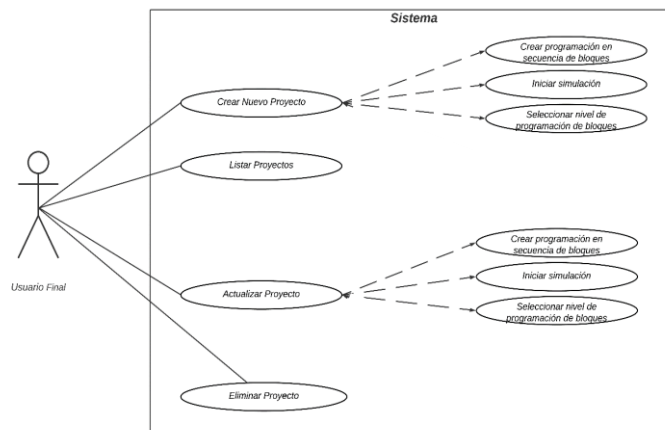 Sistema
Crear programación en
secuencia de bloques
Iniciar simulación
Crear Nuevo Proyecto
Seleccionar nivel de
programación de bloques
Listar Proyectos
Usuario Final
Crear programación en
secuencia de bloques
Iniciar simulación
Actualizar Proyecto
Seleccionar nivel de
programación de bloques
Eliminar Proyecto